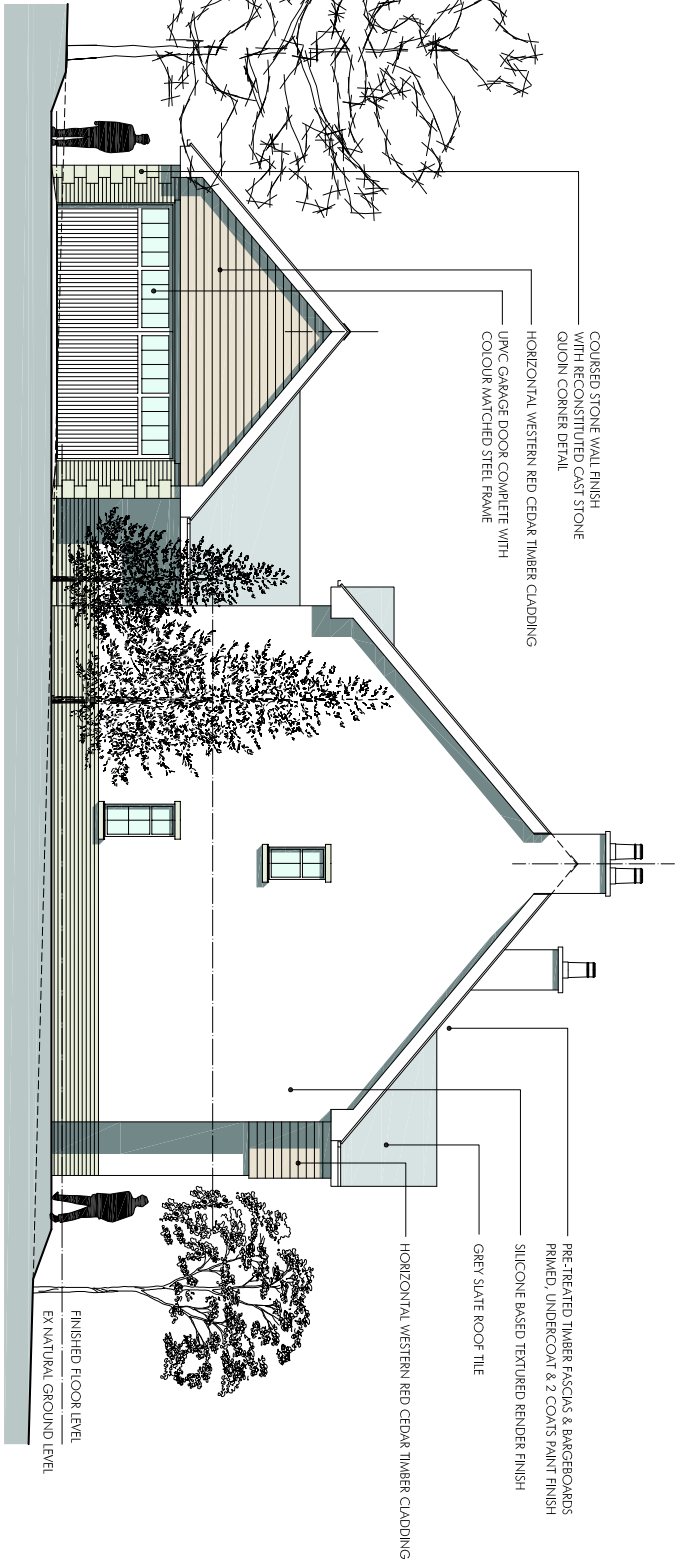 COURSED STONE WALL FINISH
WITH RECONSTITUTED CAST STONE
QUOIN CORNER DETAIL
HORIZONTAL WESTERN RED CEDAR TIMBER CLADDING
UPVC GARAGE DOOR COMPLETE WITH
COLOUR MATCHED STEEL FRAME
PRE-TREATED TIMBER FASCIAS & BARGEBOARDS
PRIMED, UNDERCOAT & 2 COATS PAINT FINISH
SILICONE BASED TEXTURED RENDER FINISH
GREY SLATE ROOF TILE
HORIZONTAL WESTERN RED CEDAR TIMBER CLADDING
FINISHED FLOOR LEVEL
EX NATURAL GROUND LEVEL